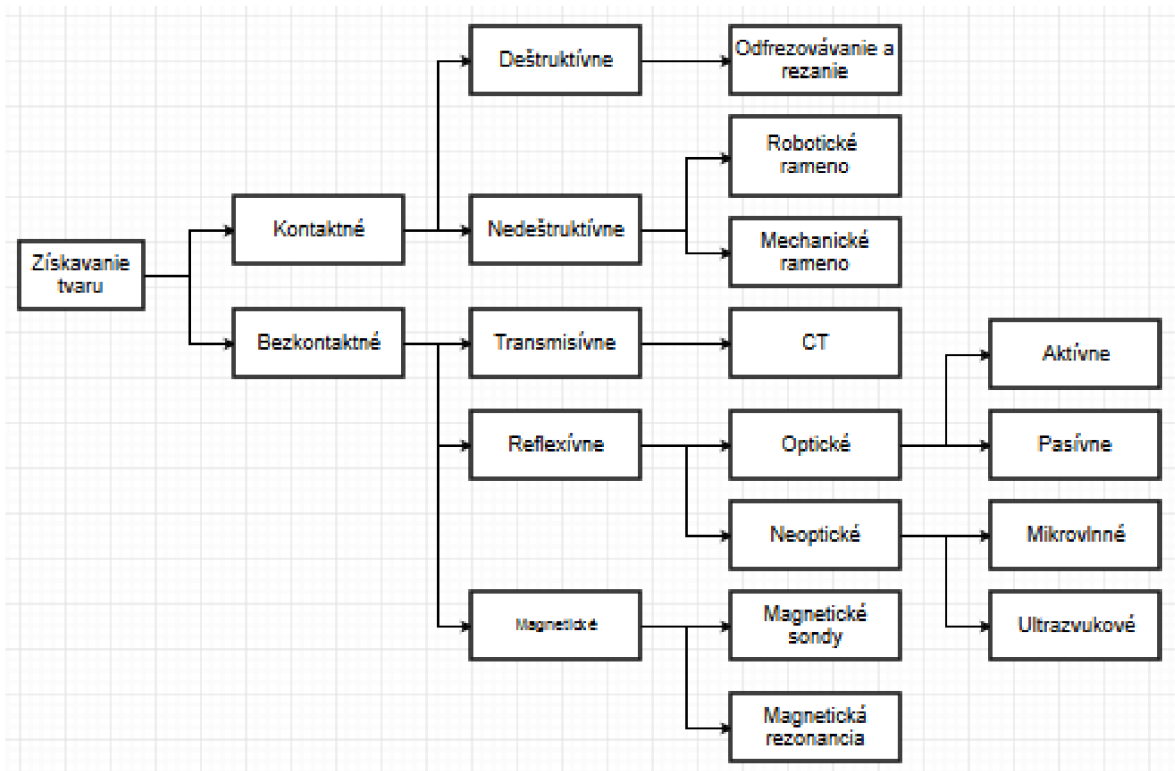 Deštruktívne
Odfrezovávanie a
rezanie
Robotické
rameno
Kontaktné
Nedeštruktívne
Mechanické
rameno
Získavanie
tvaru
Bezkontaktné
Transmisívne
CT
Aktívne
Reflexívne
Optické
Pasívne
Neoptické
Mikrovlnné
Magnetické
Magnetické
sondy
Ultrazvukové
Magnetická
rezonancia